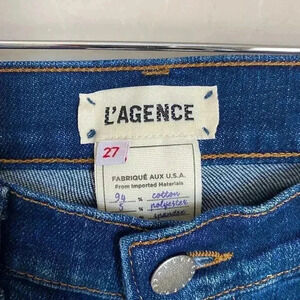 L'AGENCE
27
FABRIQUÉ AUX U.S.A.
From Imported Materials
94 % cotton
5 % polyester
spandex